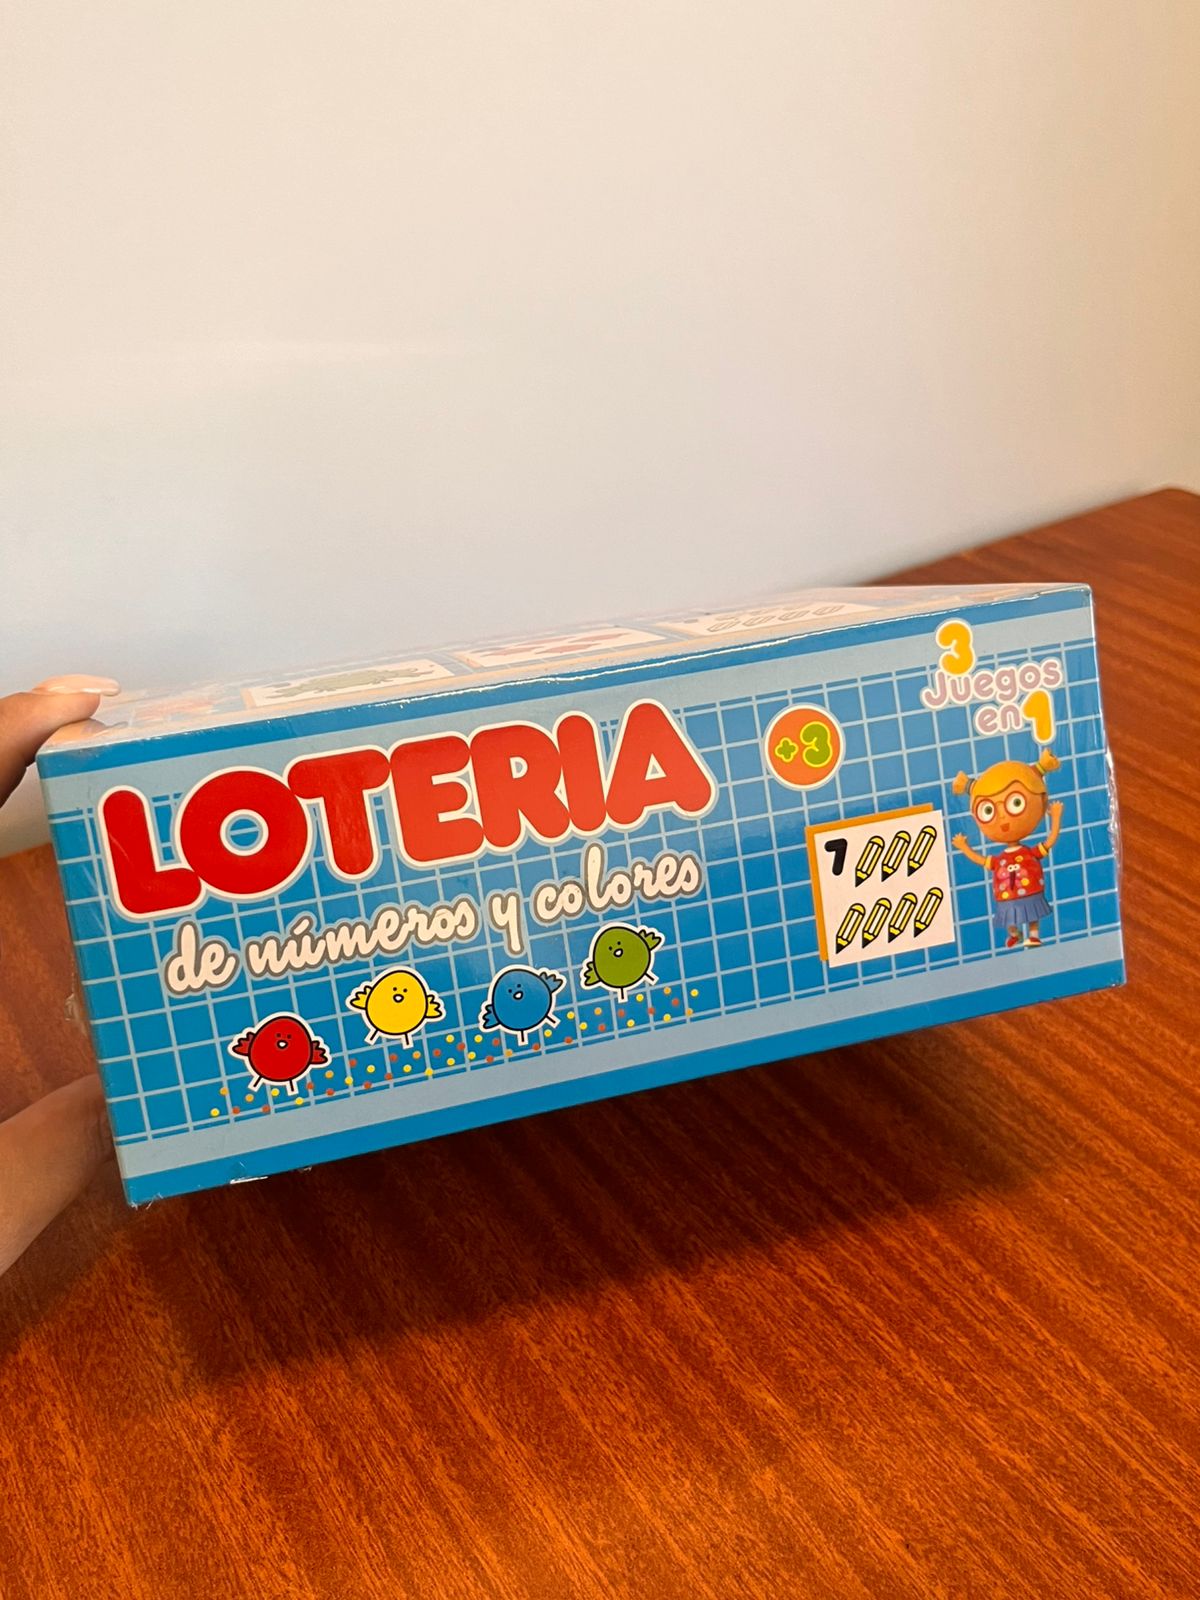 LOTERIA
de números y colores
+3
3
Juegos
en 1
7